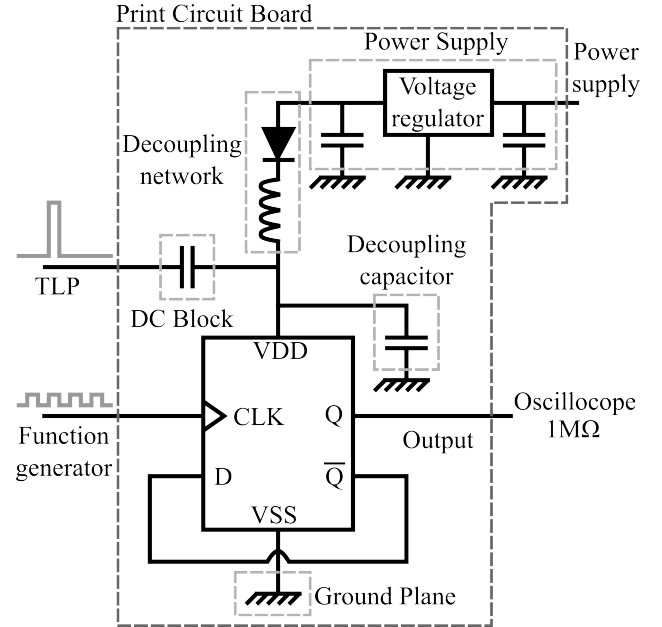 Print Circuit Board
Power Supply
Power
supply
Voltage
regulator
Decoupling
network
Decoupling
capacitor
TLP
DC Block
VDD
CLK
Q
Function
generator
Oscillocope
1MΩ
Output
D
Q̅
VSS
Ground Plane